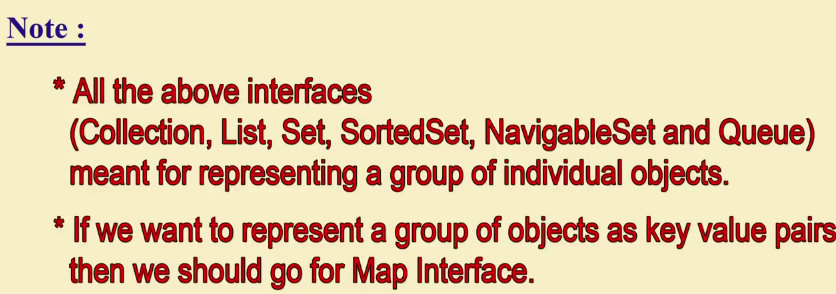 Note :
* All the above interfaces
(Collection, List, Set, SortedSet, NavigableSet and Queue)
meant for representing a group of individual objects.
* If we want to represent a group of objects as key value pairs
then we should go for Map Interface.